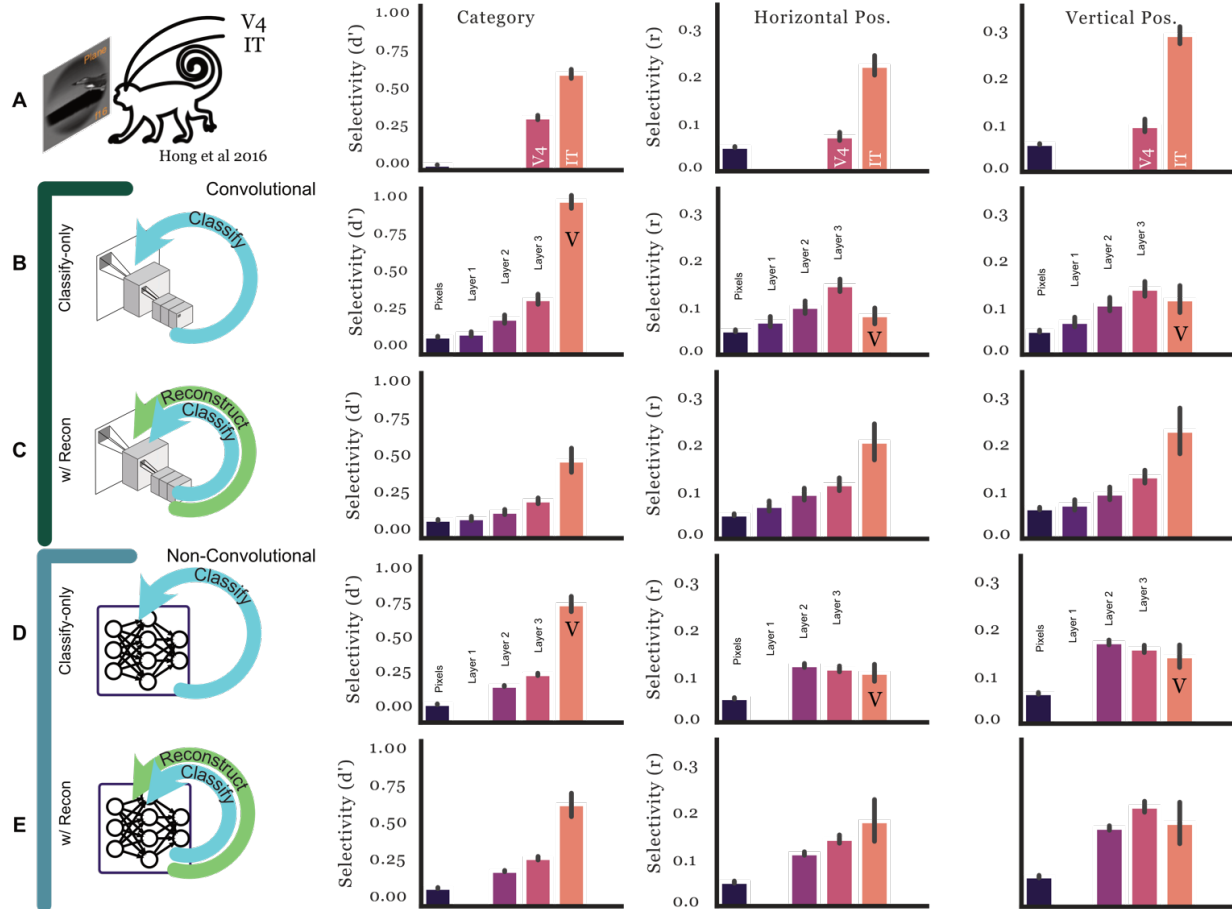 Category
Horizontal Pos.
Vertical Pos.
A
Plane
V4
IT
Hong et al 2016
Selectivity (d')
1.00
0.75
0.50
0.25
0.00
V4
IT
Selectivity (r)
0.3
0.2
0.1
0.0
V4
IT
0.3
0.2
0.1
0.0
V4
IT
Convolutional
B
Classify-only
Classify
Selectivity (d')
1.00
0.75
0.50
0.25
0.00
Pixels
Layer 1
Layer 2
Layer 3
V
Selectivity (r)
0.3
0.2
0.1
0.0
Pixels
Layer 1
Layer 2
Layer 3
V
0.3
0.2
0.1
0.0
Pixels
Layer 1
Layer 2
Layer 3
V
C
w/ Recon
Reconstruct
Classify
Selectivity (d')
1.00
0.75
0.50
0.25
0.00
Selectivity (r)
0.3
0.2
0.1
0.0
0.3
0.2
0.1
0.0
Non-Convolutional
D
Classify-only
Classify
Selectivity (d')
1.00
0.75
0.50
0.25
0.00
Pixels
Layer 1
Layer 2
Layer 3
V
Selectivity (r)
0.3
0.2
0.1
0.0
Pixels
Layer 1
Layer 2
Layer 3
V
0.3
0.2
0.1
0.0
Pixels
Layer 1
Layer 2
Layer 3
V
E
w/ Recon
Reconstruct
Classify
Selectivity (d')
1.00
0.75
0.50
0.25
0.00
Selectivity (r)
0.3
0.2
0.1
0.0
0.3
0.2
0.1
0.0